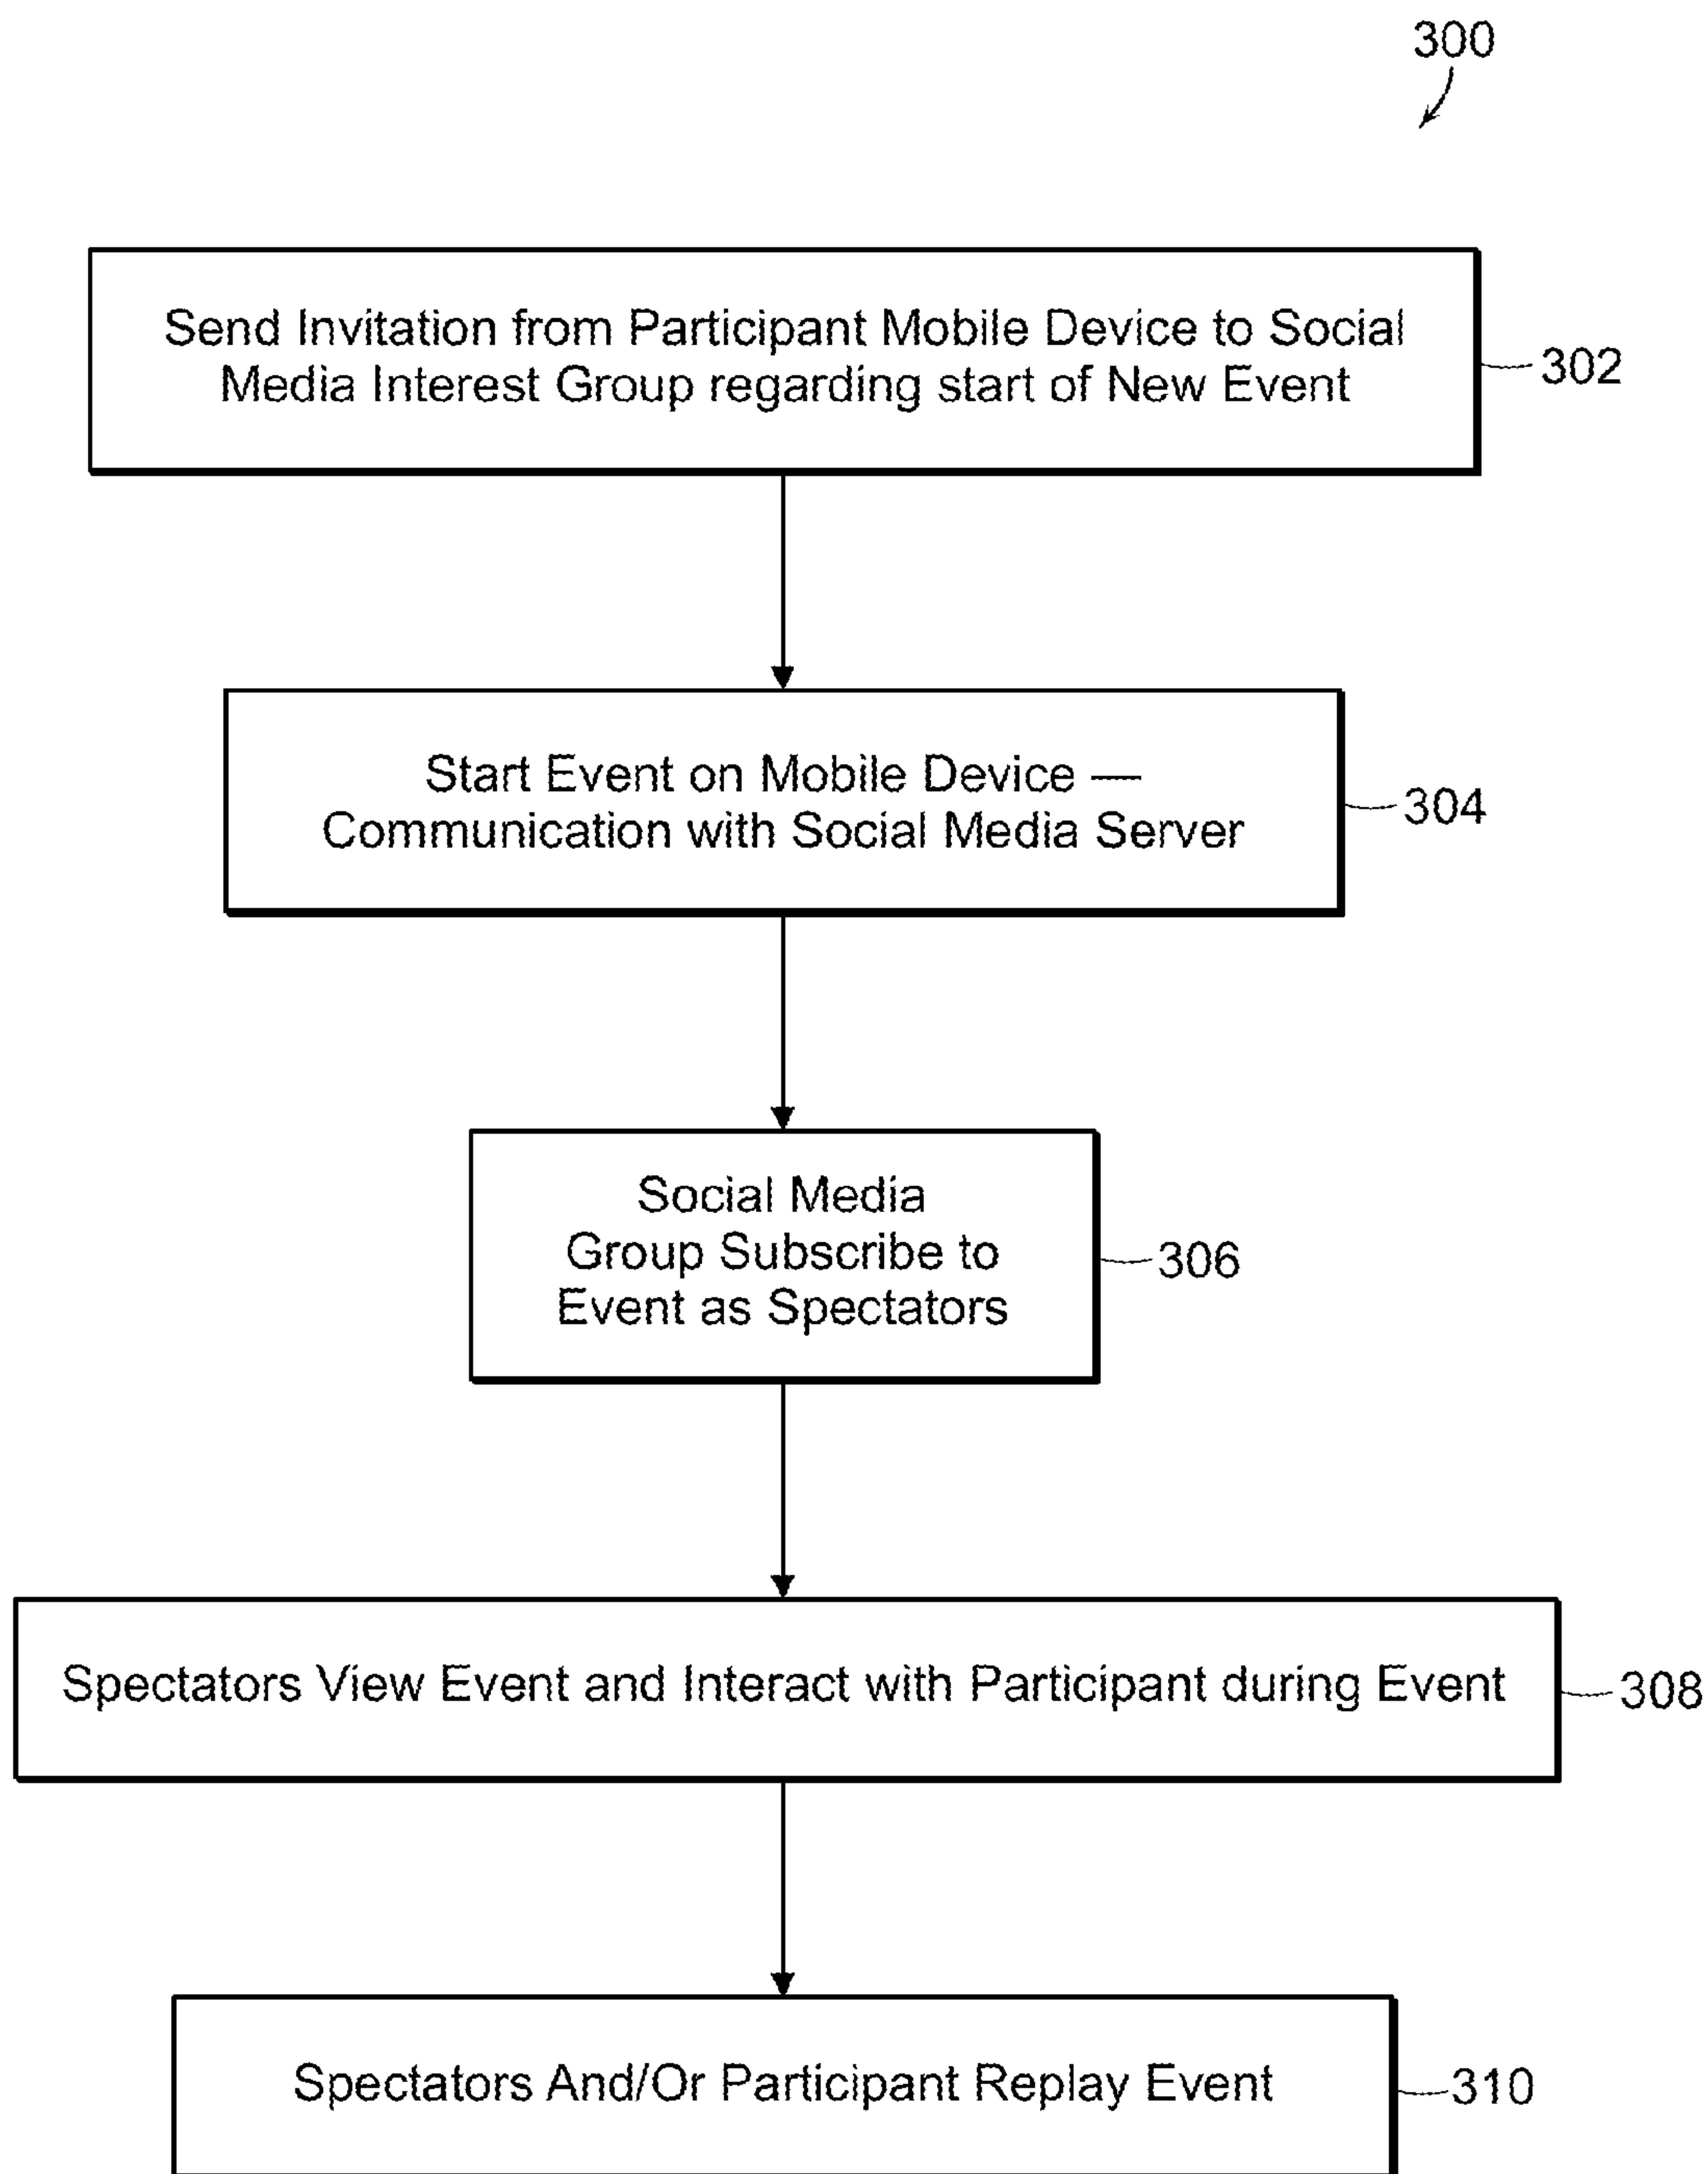 300
Send Invitation from Participant Mobile Device to Social
Media Interest Group regarding start of New Event
302
Start Event on Mobile Device —
Communication with Social Media Server
304
Social Media
Group Subscribe to
Event as Spectators
306
Spectators View Event and Interact with Participant during Event
308
Spectators And/Or Participant Replay Event
310